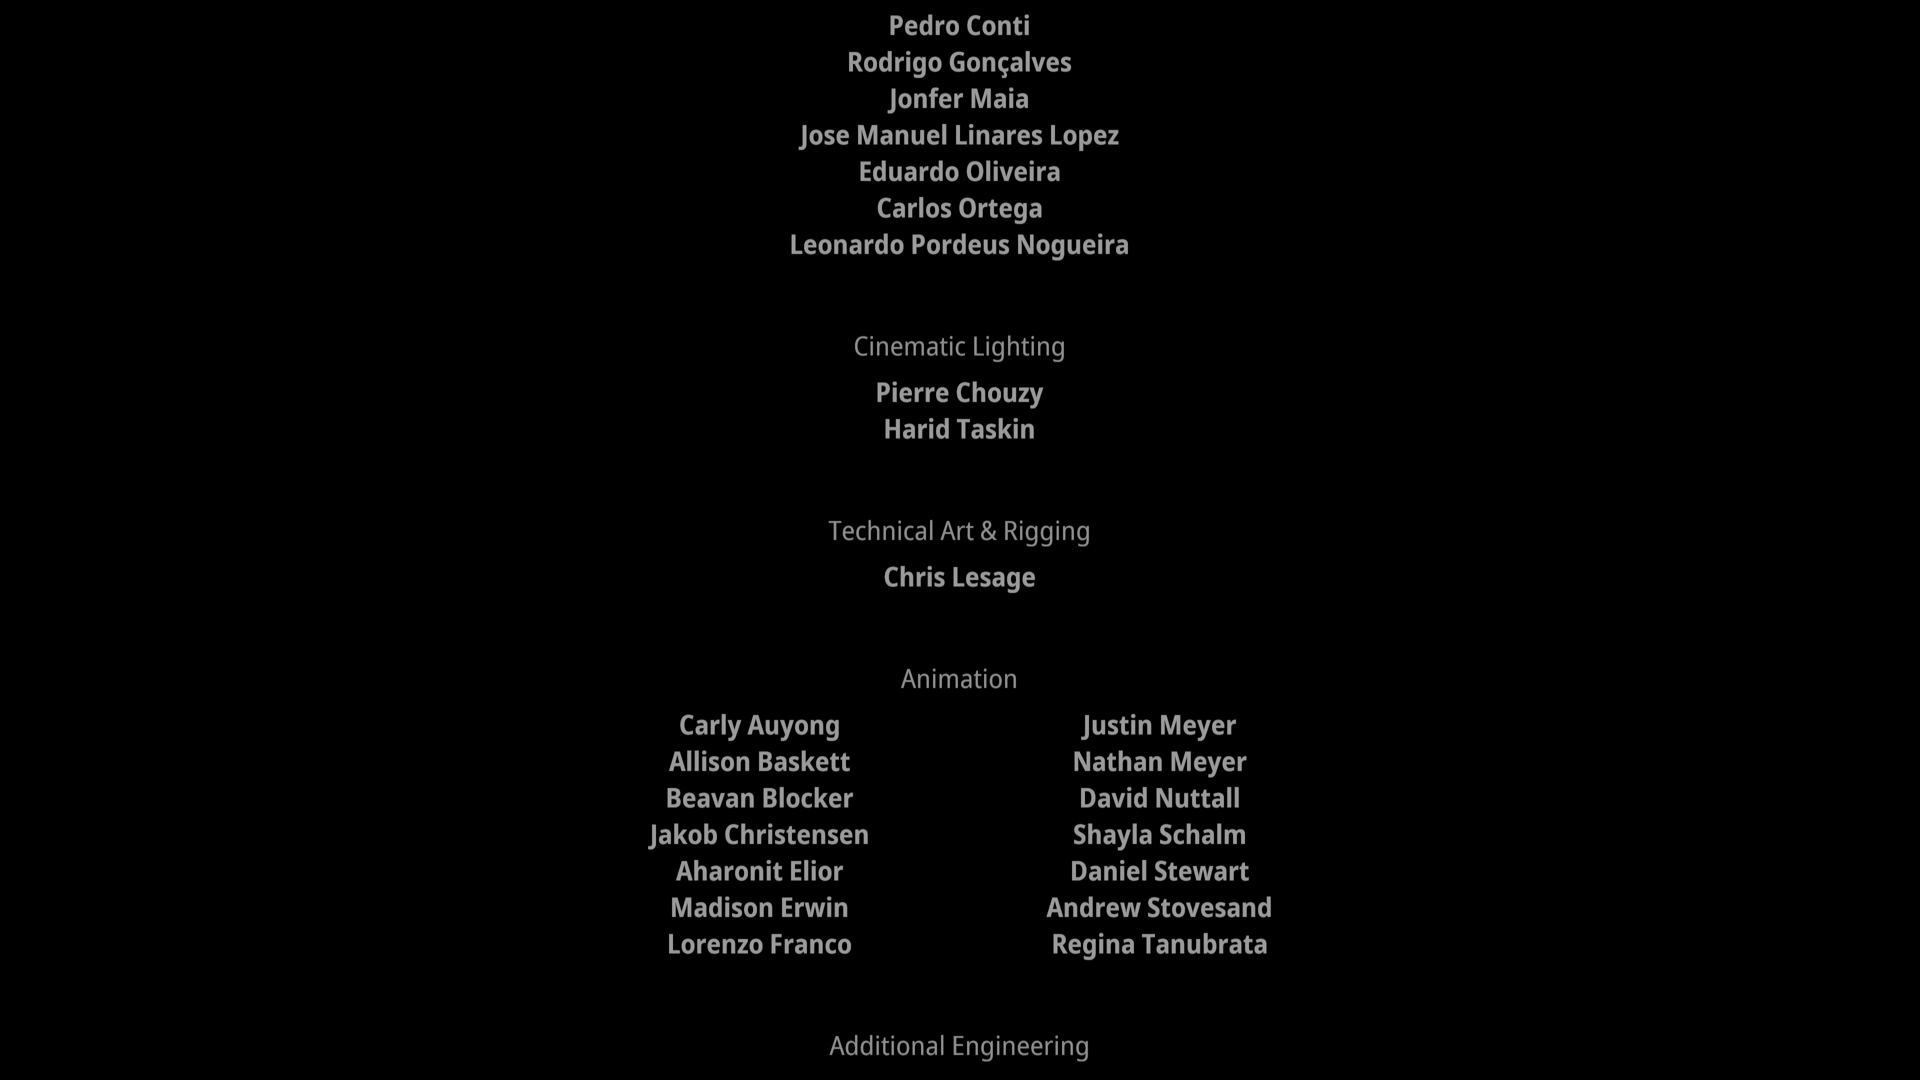 Pedro Conti
Rodrigo Gonçalves
Jonfer Maia
Jose Manuel Linares Lopez
Eduardo Oliveira
Carlos Ortega
Leonardo Pordeus Nogueira
Cinematic Lighting
Pierre Chouzy
Harid Taskin
Technical Art & Rigging
Chris Lesage
Animation
Carly Auyong
Allison Baskett
Beavan Blocker
Jakob Christensen
Aharonit Elior
Madison Erwin
Lorenzo Franco
Justin Meyer
Nathan Meyer
David Nuttall
Shayla Schalm
Daniel Stewart
Andrew Stovesand
Regina Tanubrata
Additional Engineering